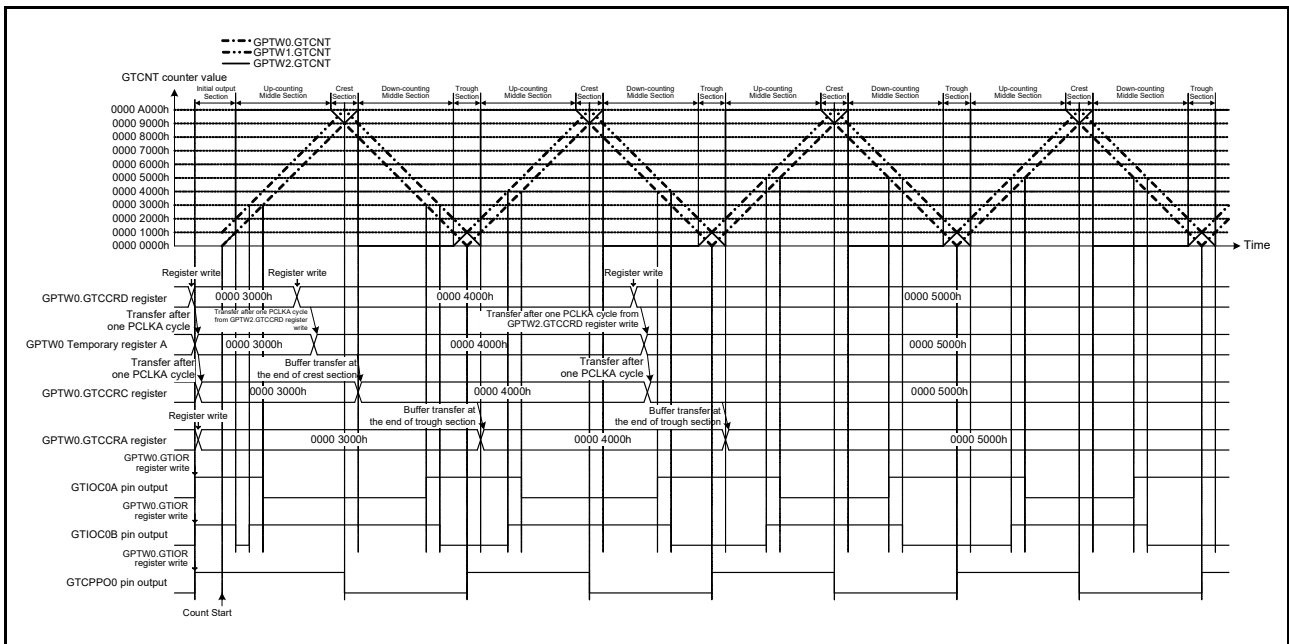 GPTW0.GTCNT
GPTW1.GTCNT
GPTW2.GTCNT
GTCNT counter value
Initial output
Section
Up-counting
Middle Section
Crest
Section
Down-counting
Middle Section
Trough
Section
Up-counting
Middle Section
Crest
Section
Down-counting
Middle Section
Trough
Section
Up-counting
Middle Section
Crest
Section
Down-counting
Middle Section
Trough
Section
Up-counting
Middle Section
Crest
Section
Down-counting
Middle Section
Trough
Section
0000 A000h
0000 9000h
0000 8000h
0000 7000h
0000 6000h
0000 5000h
0000 4000h
0000 3000h
0000 2000h
0000 1000h
0000 0000h
Time
Register write
Register write
Register write
GPTW0.GTCCRD register
0000 3000h
0000 4000h
0000 5000h
Transfer after
one PCLKA cycle
Transfer after one PCLKA cycle
from GPTW2.GTCCRD register
write
Transfer after one PCLKA cycle from
GPTW2.GTCCRD register write
GPTW0 Temporary register A
0000 3000h
0000 4000h
0000 5000h
Transfer after
one PCLKA cycle
Buffer transfer at
the end of crest section
Transfer after
one PCLKA cycle
GPTW0.GTCCRC register
0000 3000h
0000 4000h
0000 5000h
Register write
Buffer transfer at
the end of trough section
Buffer transfer at
the end of trough section
GPTW0.GTCCRA register
0000 3000h
0000 4000h
0000 5000h
GPTW0.GTIOR
register write
GTIOC0A pin output
GPTW0.GTIOR
register write
GTIOC0B pin output
GPTW0.GTIOR
register write
GTCPPO0 pin output
Count Start